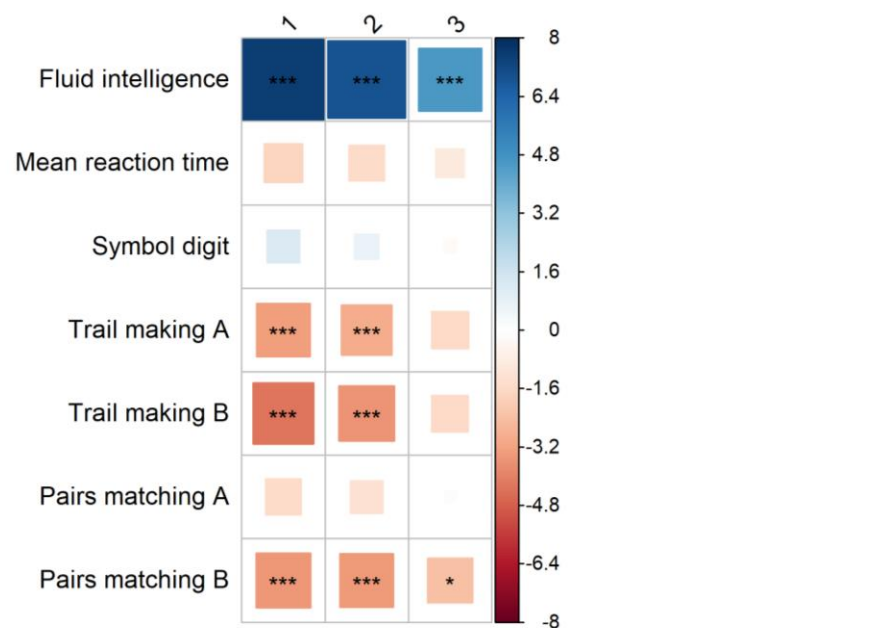 1 2 3
Fluid intelligence *** *** ***
Mean reaction time
Symbol digit
Trail making A *** ***
Trail making B *** ***
Pairs matching A
Pairs matching B *** *** *
8
6.4
4.8
3.2
1.6
0
-1.6
-3.2
-4.8
-6.4
-8